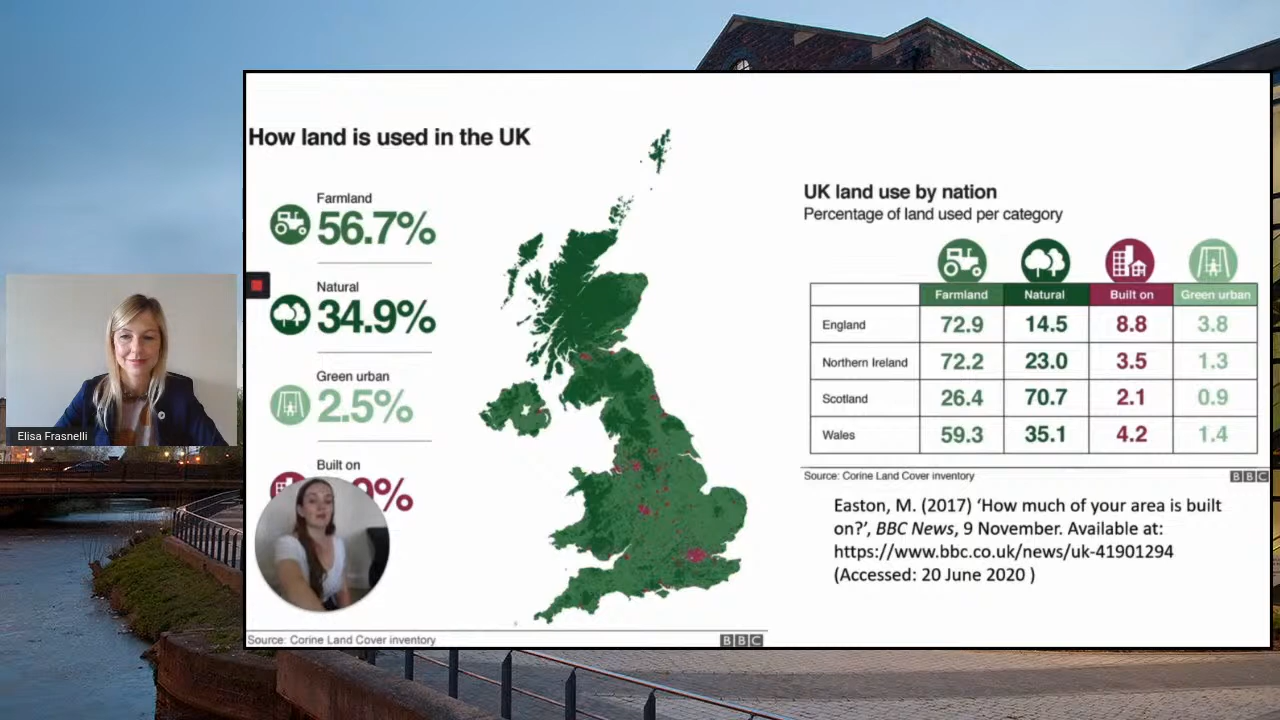 How land is used in the UK
Farmland
56.7%
Natural
34.9%
Green urban
2.5%
Built on
9%
Source: Corine Land Cover inventory
BBC
UK land use by nation
Percentage of land used per category
Farmland Natural Built on Green urban
England 72.9 14.5 8.8 3.8
Northern Ireland 72.2 23.0 3.5 1.3
Scotland 26.4 70.7 2.1 0.9
Wales 59.3 35.1 4.2 1.4
Source: Corine Land Cover inventory
BBC
Easton, M. (2017) ‘How much of your area is built
on?’, BBC News, 9 November. Available at:
https://www.bbc.co.uk/news/uk-41901294
(Accessed: 20 June 2020 )
Elisa Frasnelli